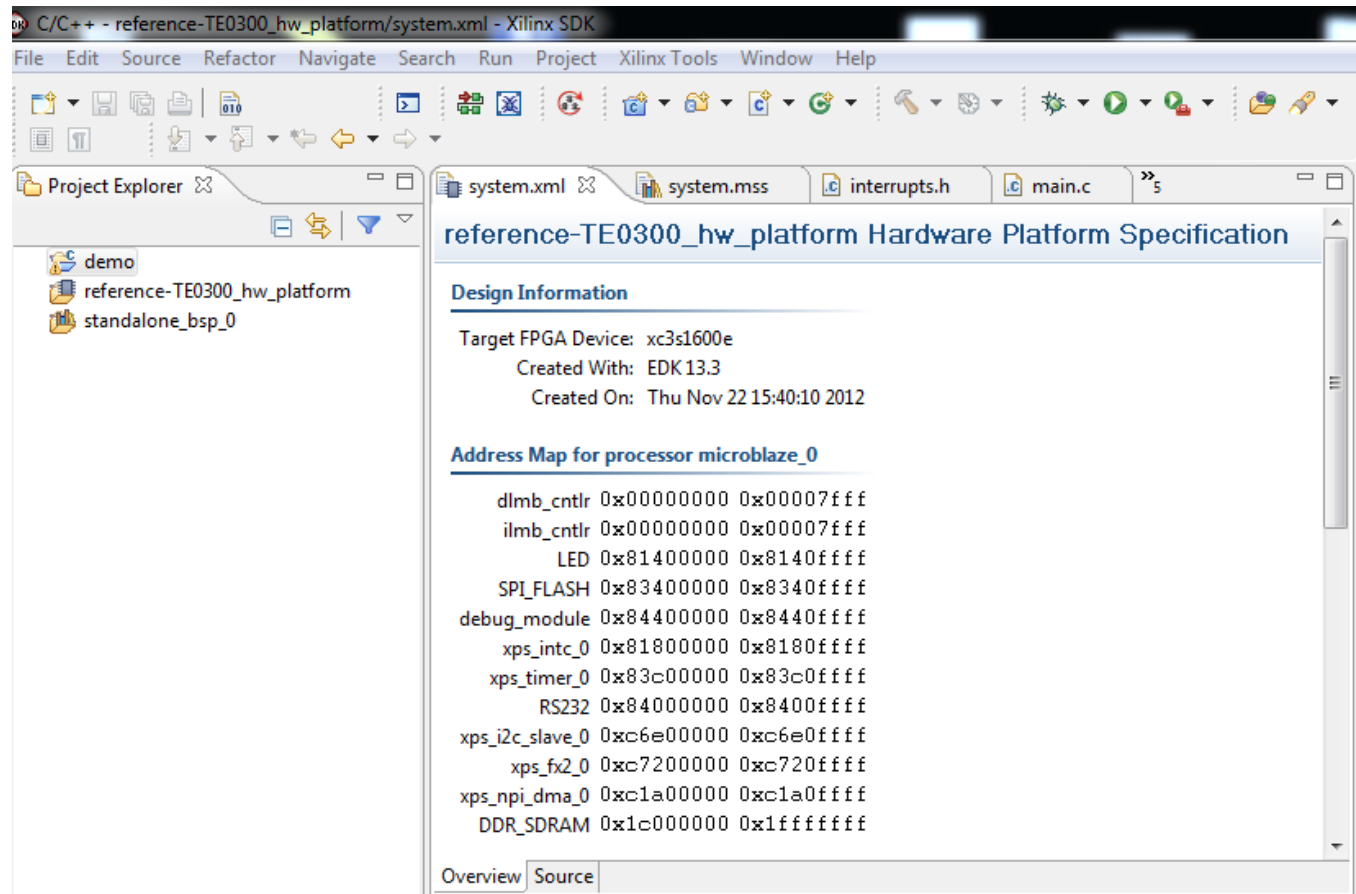 C/C++ - reference-TE0300_hw_platform/system.xml - Xilinx SDK
File Edit Source Refactor Navigate Search Run Project Xilinx Tools Window Help
Project Explorer
demo
reference-TE0300_hw_platform
standalone_bsp_0
system.xml system.mss interrupts.h main.c »5
reference-TE0300_hw_platform Hardware Platform Specification
Design Information
Target FPGA Device: xc3s1600e
Created With: EDK 13.3
Created On: Thu Nov 22 15:40:10 2012
Address Map for processor microblaze_0
dlmb_cntlr 0x00000000 0x00007fff
ilmb_cntlr 0x00000000 0x00007fff
LED 0x81400000 0x8140ffff
SPI_FLASH 0x83400000 0x8340ffff
debug_module 0x84400000 0x8440ffff
xps_intc_0 0x81800000 0x8180ffff
xps_timer_0 0x83c00000 0x83c0ffff
RS232 0x84000000 0x8400ffff
xps_i2c_slave_0 0xc6e00000 0xc6e0ffff
xps_fx2_0 0xc7200000 0xc720ffff
xps_npi_dma_0 0xc1a00000 0xc1a0ffff
DDR_SDRAM 0x1c000000 0x1fffffff
Overview Source